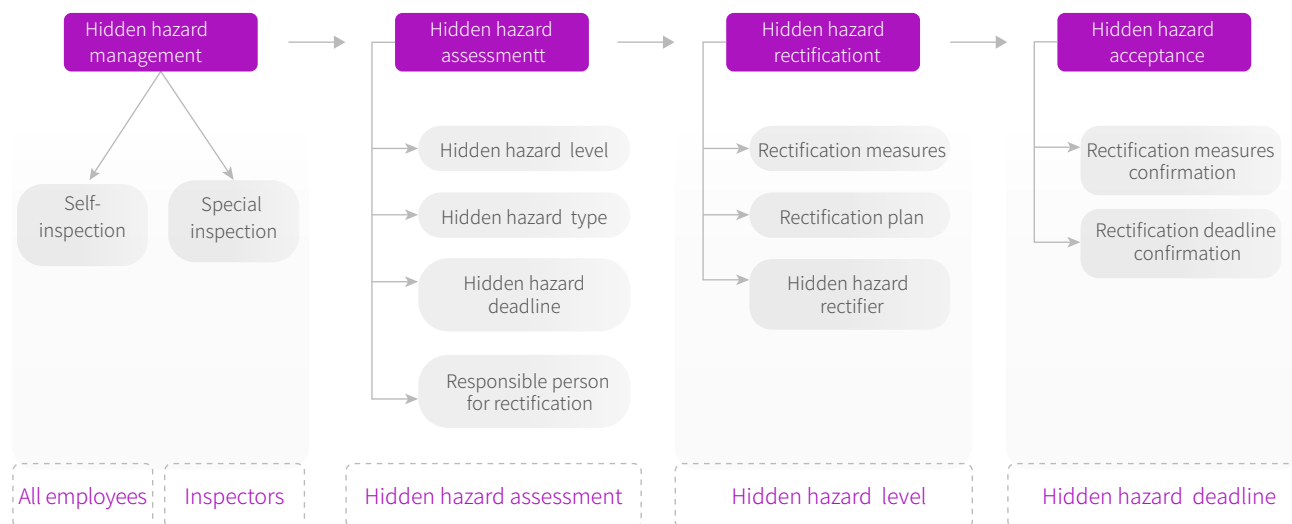 Hidden hazard
management
Hidden hazard
assessmentt
Hidden hazard
rectificationt
Hidden hazard
acceptance
Self-
inspection
Special
inspection
Hidden hazard level
Hidden hazard type
Hidden hazard
deadline
Responsible person
for rectification
Rectification measures
Rectification plan
Hidden hazard
rectifier
Rectification measures
confirmation
Rectification deadline
confirmation
All employees
Inspectors
Hidden hazard assessment
Hidden hazard level
Hidden hazard deadline